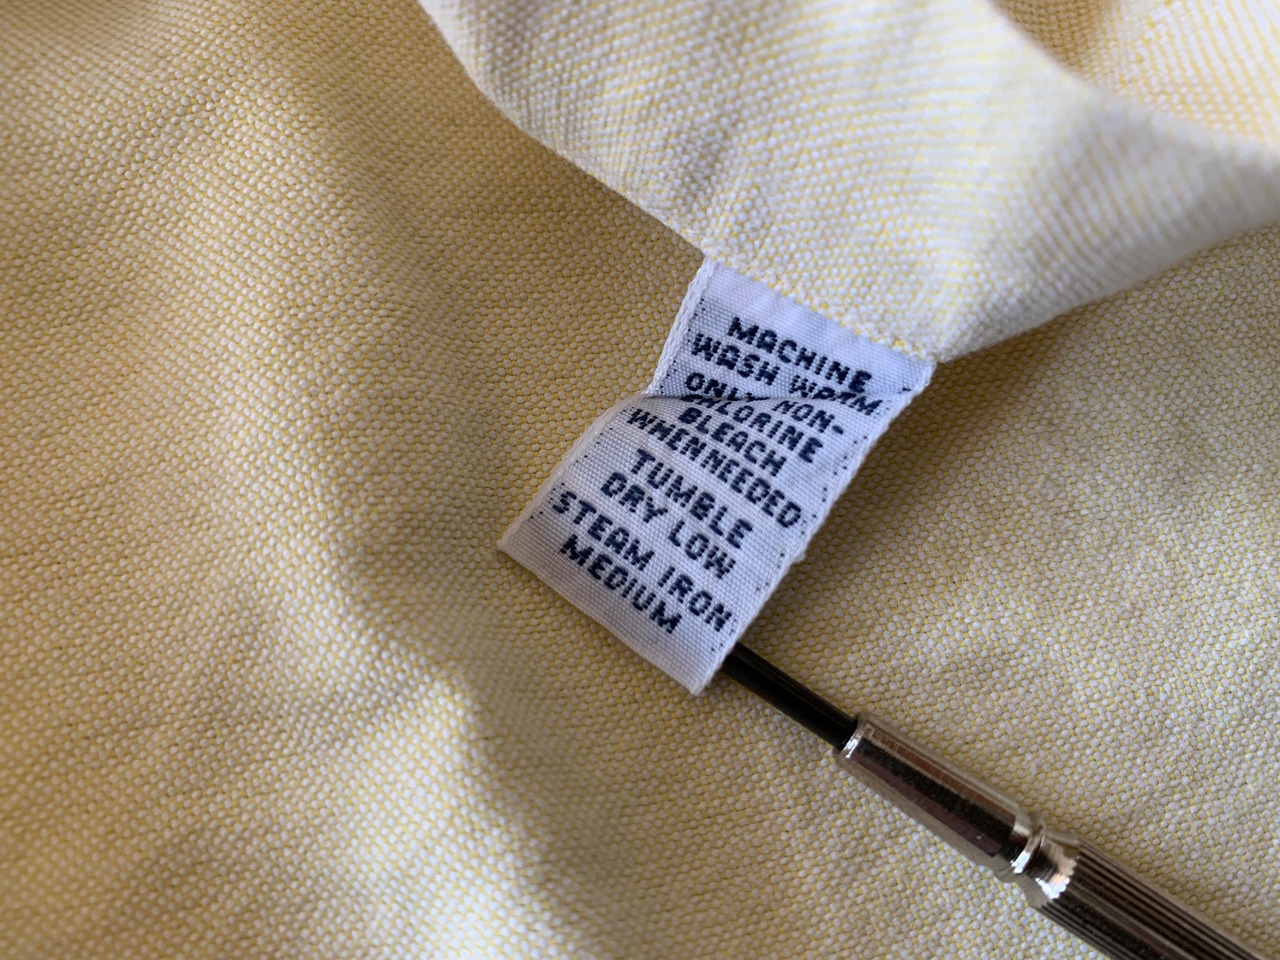 MACHINE
WASH WARM
ONLY NON-
CHLORINE
BLEACH
WHEN NEEDED
TUMBLE
DRY LOW
STEAM IRON
MEDIUM